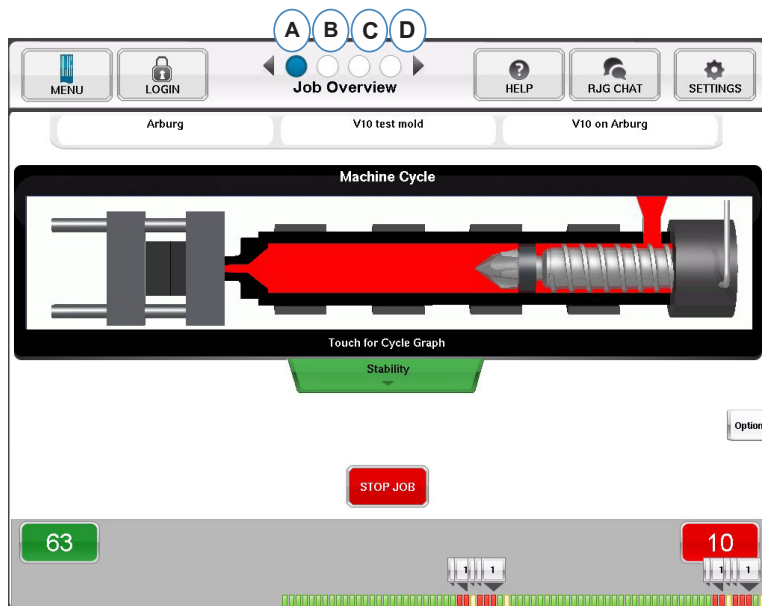 A B C D
MENU LOGIN Job Overview HELP RJG CHAT SETTINGS
Arburg V10 test mold V10 on Arburg
Machine Cycle
Touch for Cycle Graph
Stability
Option
STOP JOB
63 10
1 1 1 1